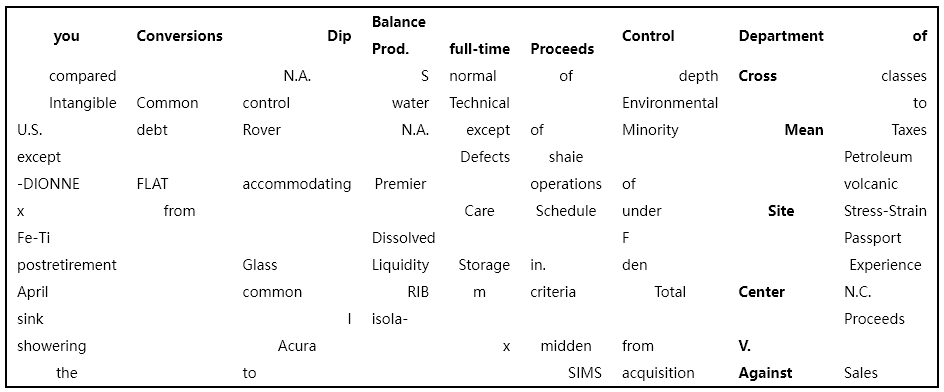 you Conversions Dip Balance Prod. full-time Proceeds Control Department of
compared N.A. S normal of depth Cross classes
Intangible Common control water Technical Environmental to
U.S. debt Rover N.A. except of Minority Mean Taxes
except Defects shaie Petroleum
-DIONNE FLAT accommodating Premier operations of volcanic
x from Care Schedule under Site Stress-Strain
Fe-Ti Dissolved F Passport
postretirement Glass Liquidity Storage in. den Experience
April common RIB m criteria Total Center N.C.
sink I isola- Proceeds
showering Acura x midden from V.
the to SIMS acquisition Against Sales